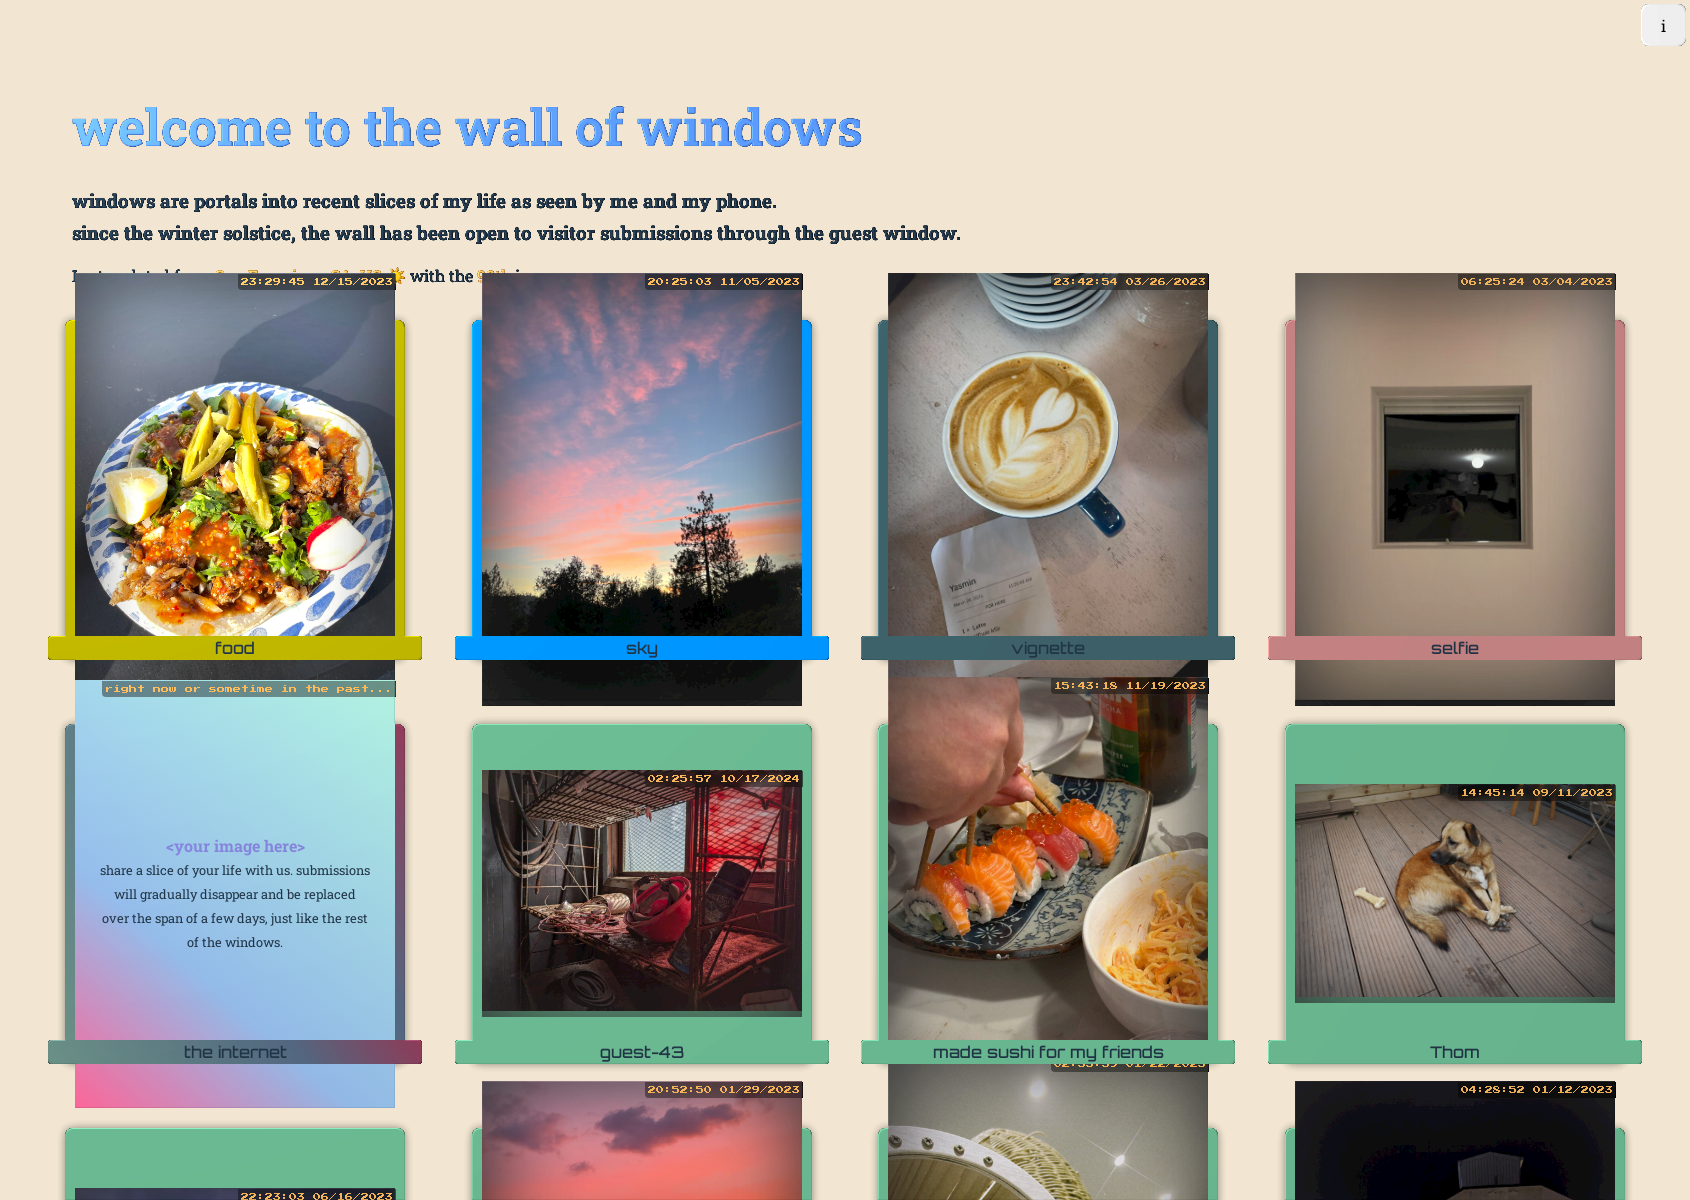 i
welcome to the wall of windows
windows are portals into recent slices of my life as seen by me and my phone.
since the winter solstice, the wall has been open to visitor submissions through the guest window.
with the
23:29:45 12/15/2023
20:25:03 11/05/2023
23:42:54 03/26/2023
06:25:24 03/04/2023
Yasmin
FOR HERE
1 × Latte
food
sky
vignette
selfie
right now or sometime in the past...
15:43:18 11/19/2023
02:25:57 10/17/2024
14:45:14 09/11/2023
<your image here>
share a slice of your life with us. submissions
will gradually disappear and be replaced
over the span of a few days, just like the rest
of the windows.
the internet
guest-43
made sushi for my friends
Thom
20:52:50 01/29/2023
04:28:52 01/12/2023
22:23:03 06/16/2023